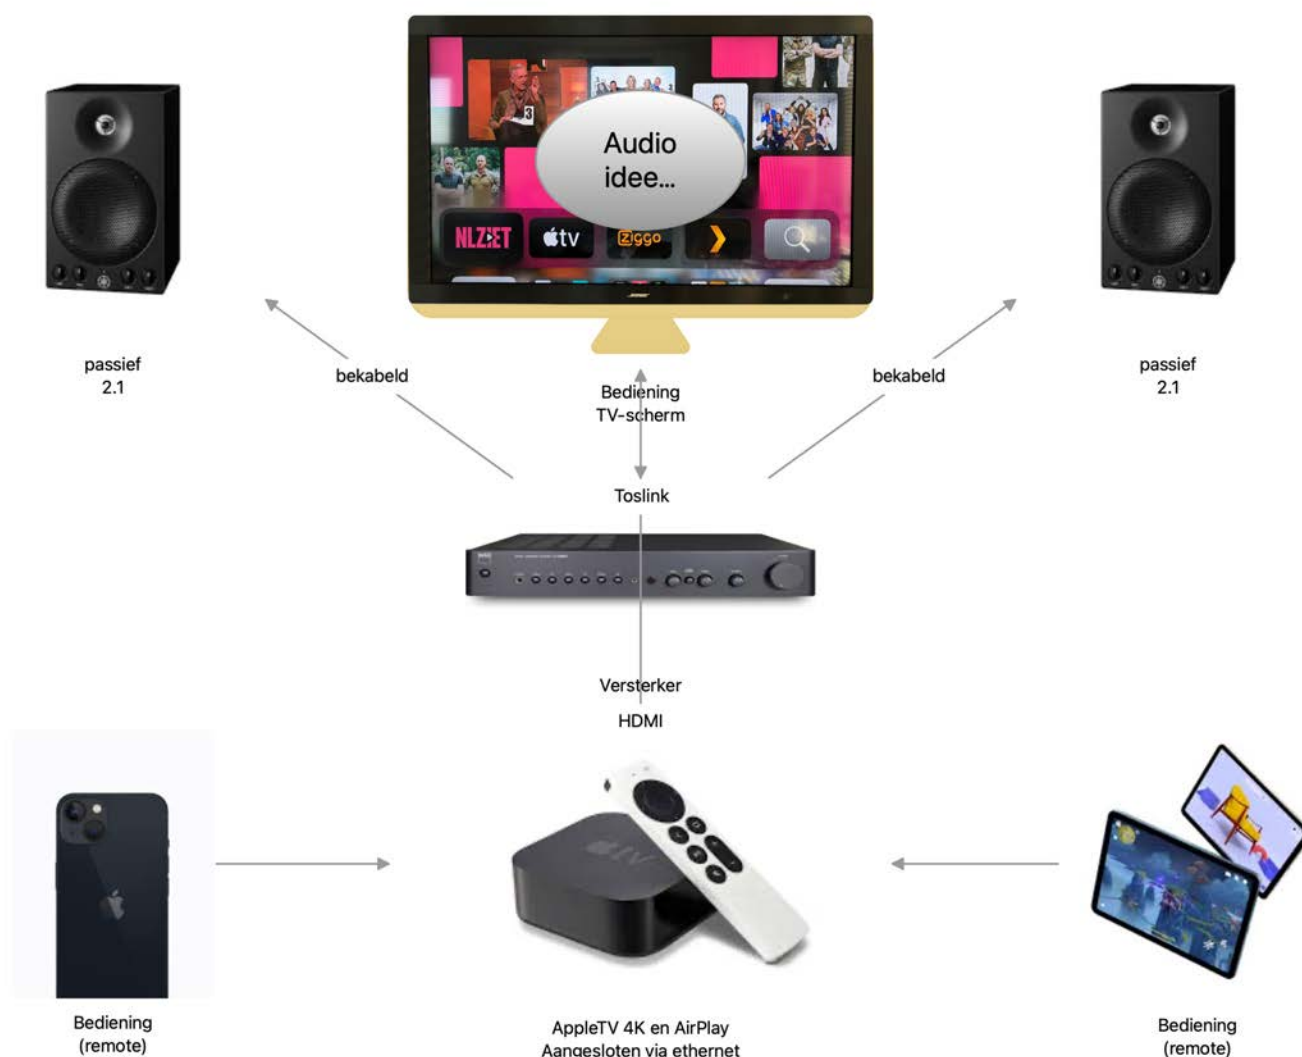 Audio
idee...
NLZIET
tv
Ziggo
passief
2.1
bekabeld
Bediening
TV-scherm
bekabeld
passief
2.1
Toslink
Versterker
HDMI
tv
Bediening
(remote)
AppleTV 4K en AirPlay
Aangesloten via ethernet
Bediening
(remote)